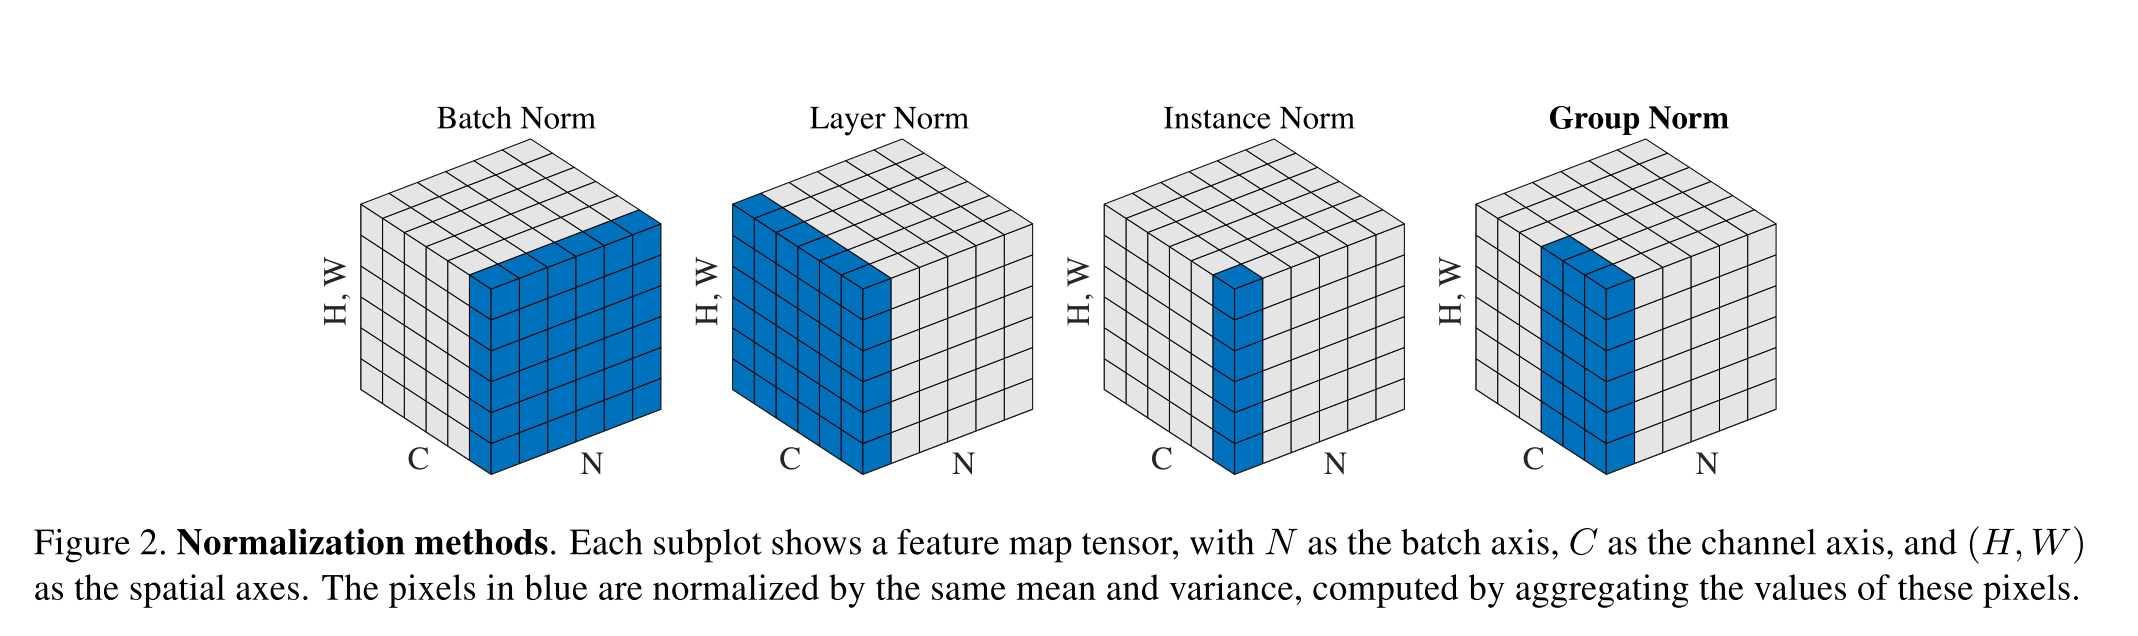 Batch Norm
Layer Norm
Instance Norm
Group Norm
H, W
C
N
H, W
C
N
H, W
C
N
H, W
C
N
Figure 2. Normalization methods. Each subplot shows a feature map tensor, with N as the batch axis, C as the channel axis, and (H, W)
as the spatial axes. The pixels in blue are normalized by the same mean and variance, computed by aggregating the values of these pixels.